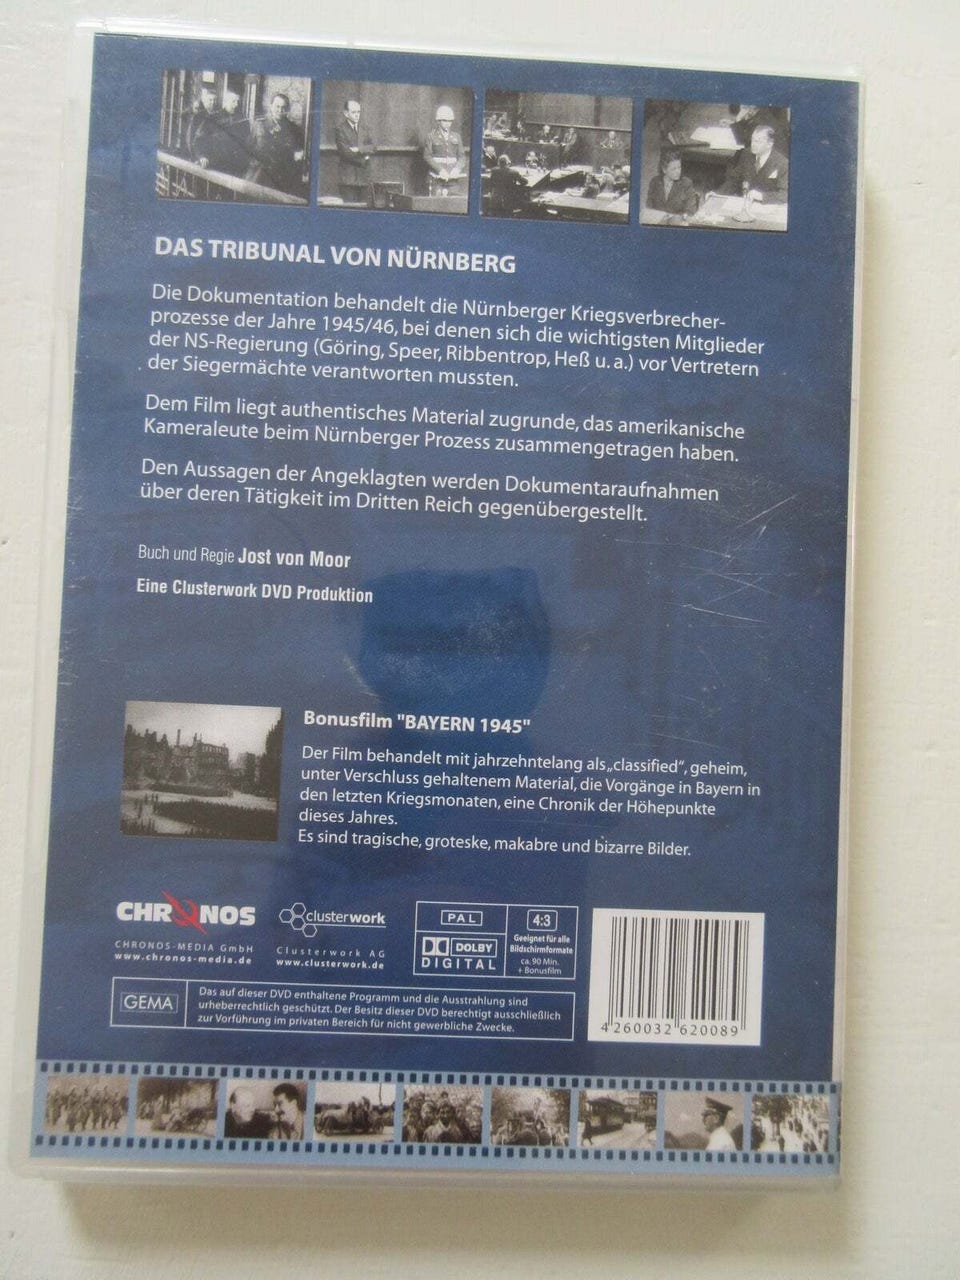 DAS TRIBUNAL VON NÜRNBERG
Die Dokumentation behandelt die Nürnberger Kriegsverbrecher-
prozesse der Jahre 1945/46, bei denen sich die wichtigsten Mitglieder
der NS-Regierung (Göring, Speer, Ribbentrop, Heß u. a.) vor Vertretern
der Siegermächte verantworten mussten.
Dem Film liegt authentisches Material zugrunde, das amerikanische
Kameraleute beim Nürnberger Prozess zusammengetragen haben.
Den Aussagen der Angeklagten werden Dokumentaraufnahmen
über deren Tätigkeit im Dritten Reich gegenübergestellt.
Buch und Regie Jost von Moor
Eine Clusterwork DVD Produktion
Bonusfilm "BAYERN 1945"
Der Film behandelt mit jahrzehntelang als „classified", geheim,
unter Verschluss gehaltenem Material, die Vorgänge in Bayern in
den letzten Kriegsmonaten, eine Chronik der Höhepunkte
dieses Jahres.
Es sind tragische, groteske, makabre und bizarre Bilder.
CHRONOS
CHRONOS-MEDIA GmbH
www.chronos-media.de
clusterwork
Clusterwork AG
www.clusterwork.de
PAL
DOLBY
DIGITAL
4:3
Geeignet für alle
Bildschirmformate
ca. 90 Min.
+ Bonusfilm
GEMA
Das auf dieser DVD enthaltene Programm und die Ausstrahlung sind
urheberrechtlich geschützt. Der Besitz dieser DVD berechtigt ausschließlich
zur Vorführung im privaten Bereich für nicht gewerbliche Zwecke.
4 260032 620089